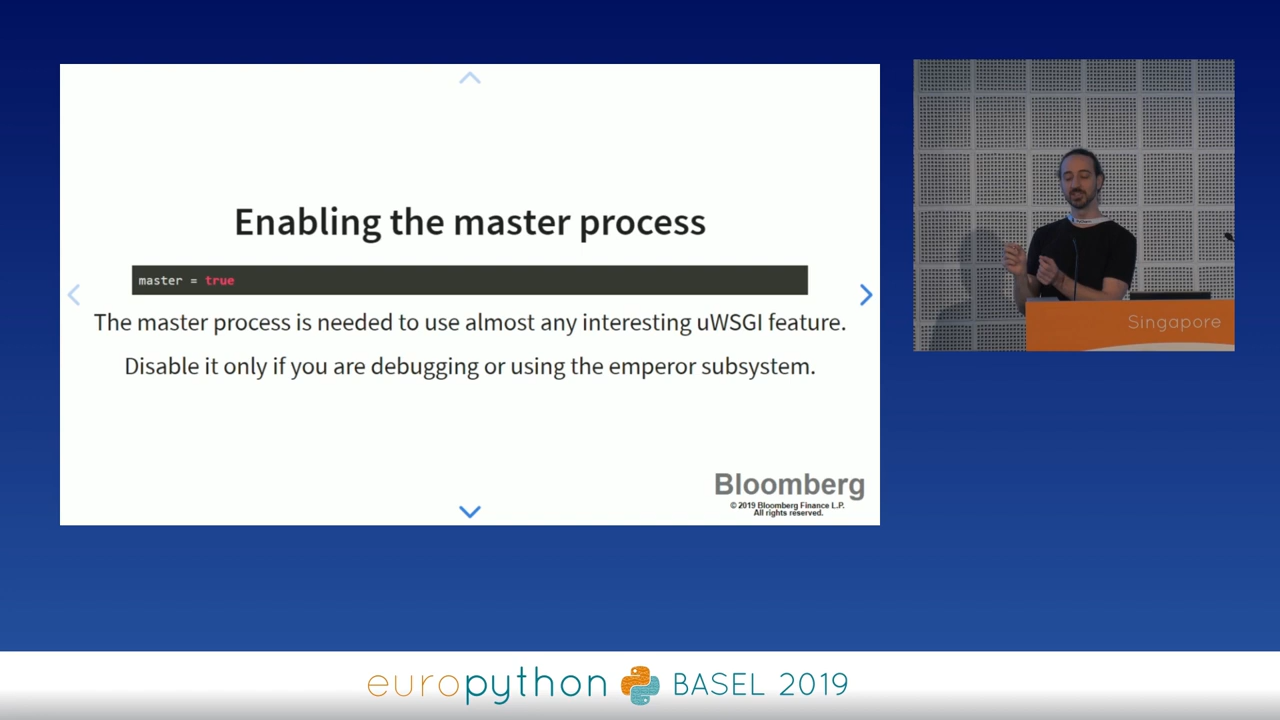 Enabling the master process
master = true
The master process is needed to use almost any interesting uWSGI feature.
Disable it only if you are debugging or using the emperor subsystem.
Bloomberg
© 2019 Bloomberg Finance L.P.
All rights reserved.
Singapore
europython BASEL 2019